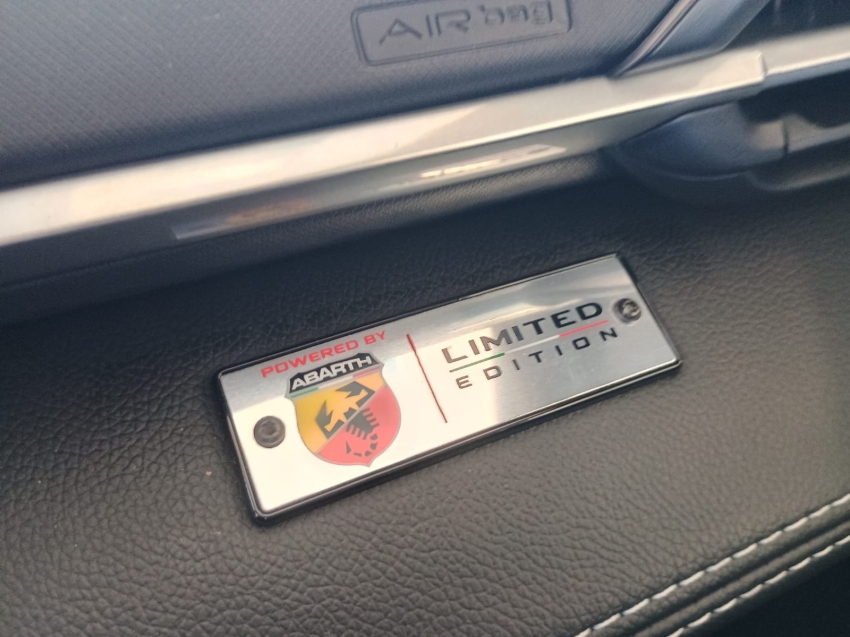 AIRbag
POWERED BY
ABARTH
LIMITED
EDITION